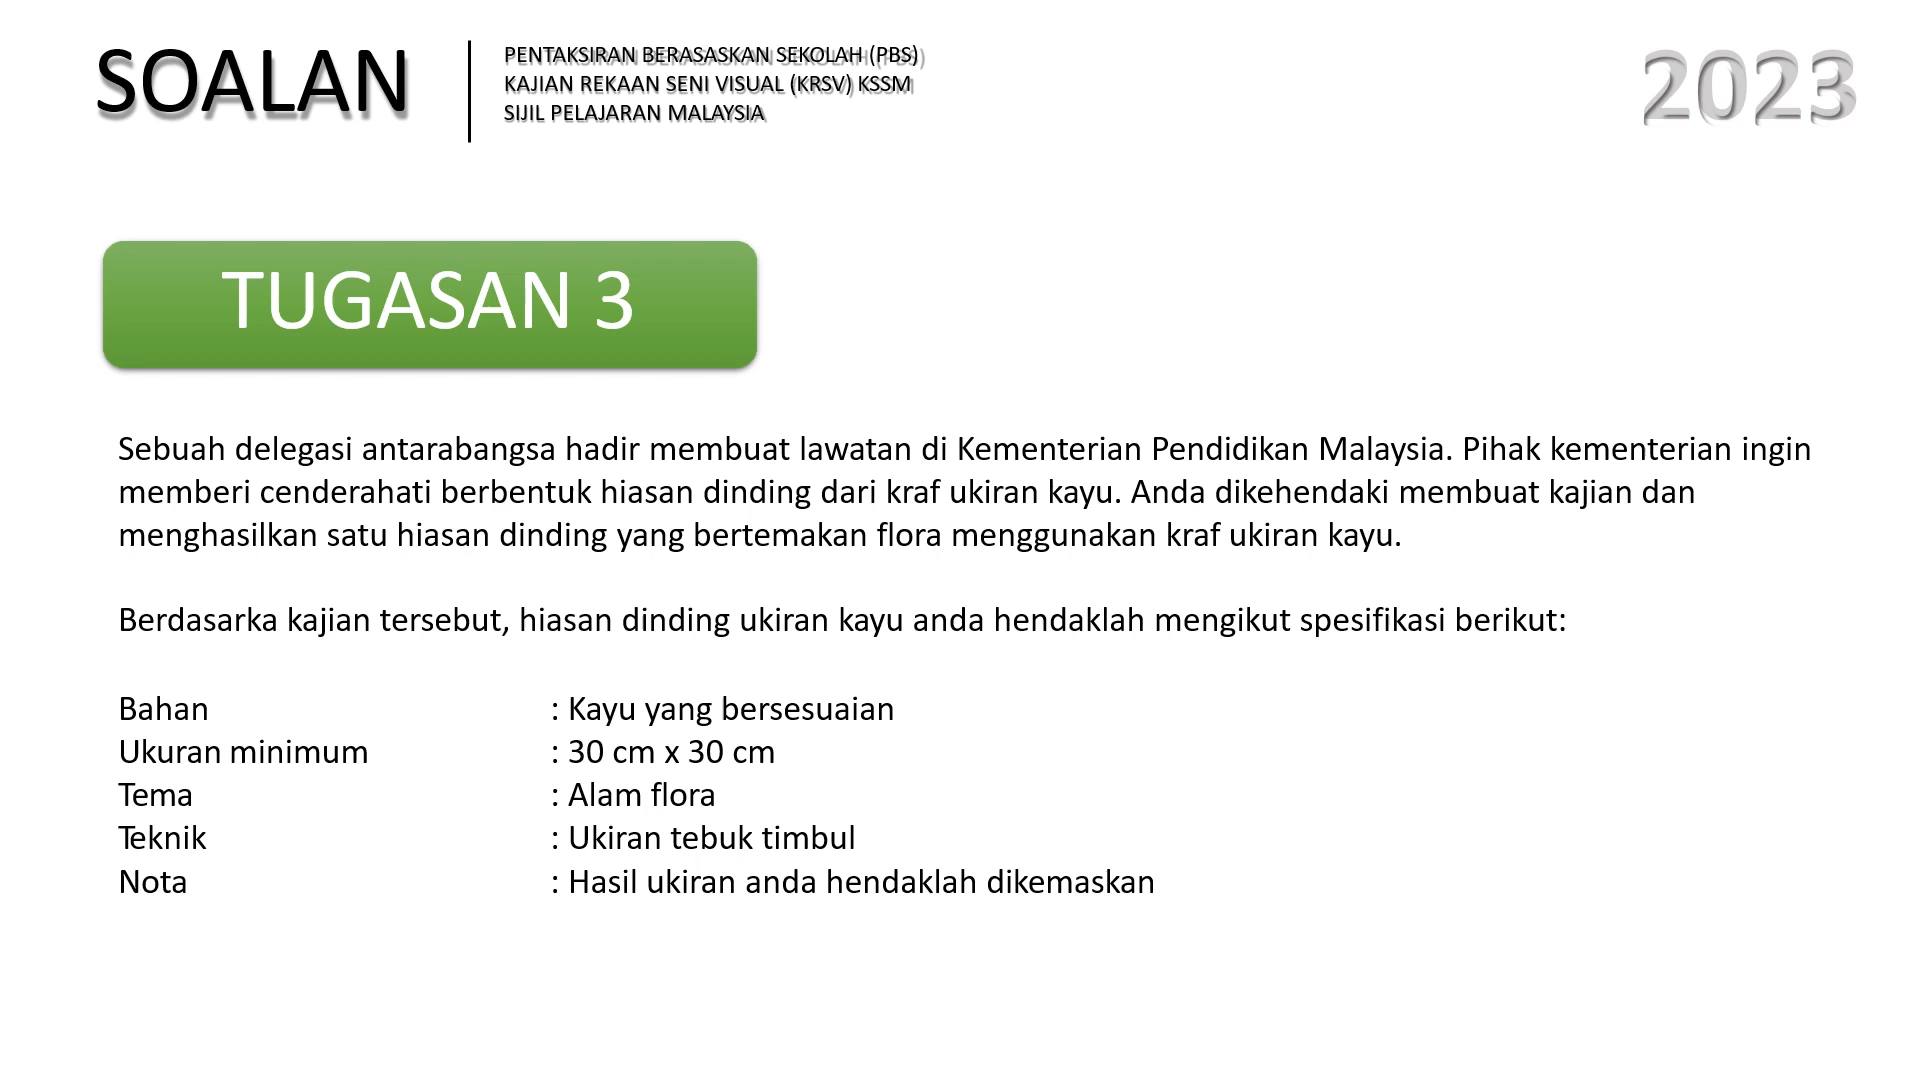 SOALAN
PENTAKSIRAN BERASASKAN SEKOLAH (PBS)
KAJIAN REKAAN SENI VISUAL (KRSV) KSSM
SIJIL PELAJARAN MALAYSIA
2023
TUGASAN 3
Sebuah delegasi antarabangsa hadir membuat lawatan di Kementerian Pendidikan Malaysia. Pihak kementerian ingin
memberi cenderahati berbentuk hiasan dinding dari kraf ukiran kayu. Anda dikehendaki membuat kajian dan
menghasilkan satu hiasan dinding yang bertemakan flora menggunakan kraf ukiran kayu.
Berdasarka kajian tersebut, hiasan dinding ukiran kayu anda hendaklah mengikut spesifikasi berikut:
Bahan : Kayu yang bersesuaian
Ukuran minimum : 30 cm x 30 cm
Tema : Alam flora
Teknik : Ukiran tebuk timbul
Nota : Hasil ukiran anda hendaklah dikemaskan